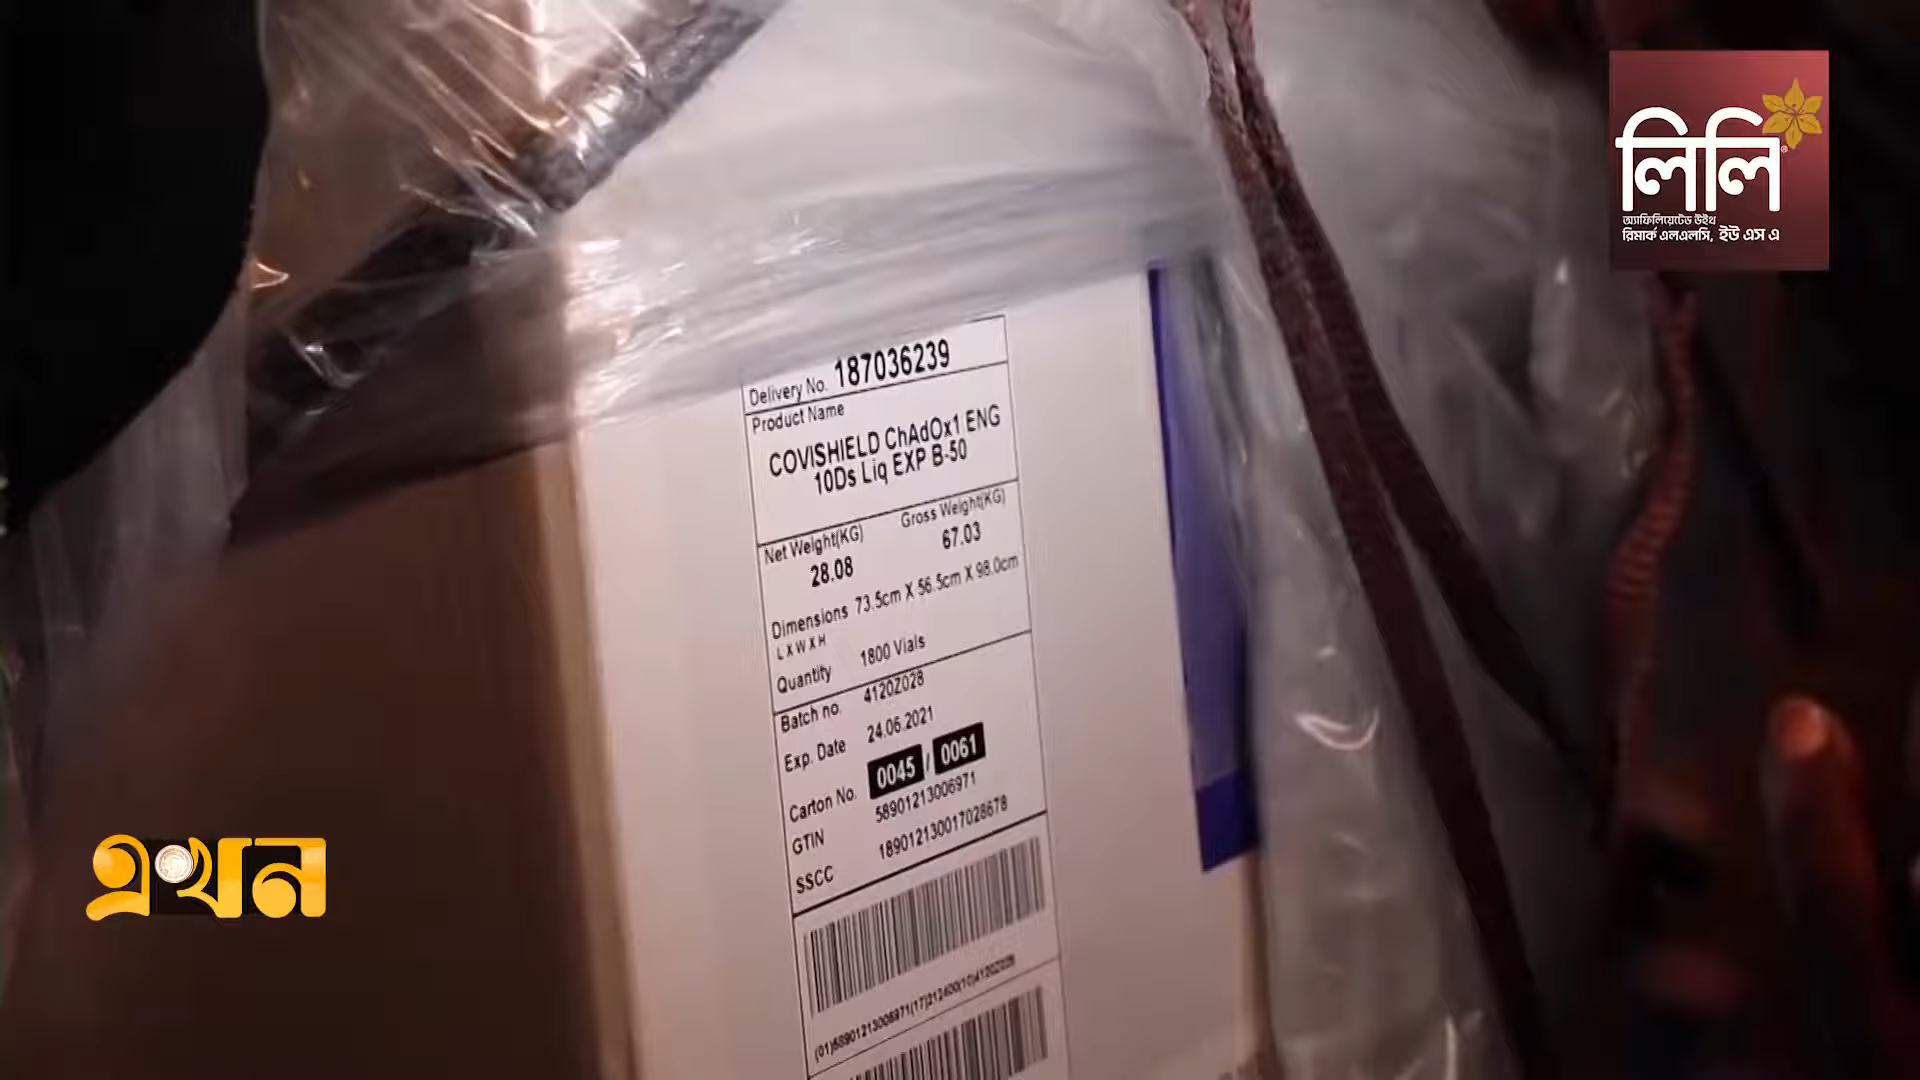 লিলি
অ্যাফিলিয়েটেড উইথ
রিমার্ক এলএলসি, ইউ এস এ
Delivery No. 187036239
Product Name
COVISHIELD ChAdOx1 ENG
10Ds Liq EXP B-50
Net Weight(KG) Gross Weight(KG)
28.08 67.03
Dimensions 73.5cm X 56.5cm X 98.0cm
L X W X H
Quantity 1800 Vials
Batch no. 4120Z028
Exp. Date 24.06.2021
Carton No. 0045 / 0061
GTIN 58901213006971
SSCC 189012130017028678
এখন